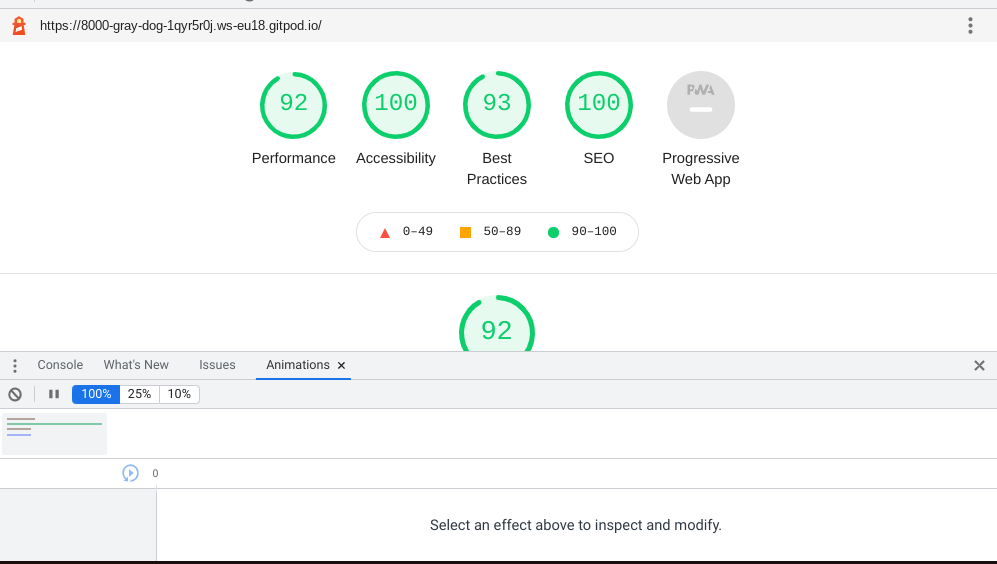 https://8000-gray-dog-1qyr5r0j.ws-eu18.gitpod.io/
92 100 93 100 PWA
Performance Accessibility Best Practices SEO Progressive Web App
0–49 50–89 90–100
92
Console What's New Issues Animations
100% 25% 10%
0
Select an effect above to inspect and modify.